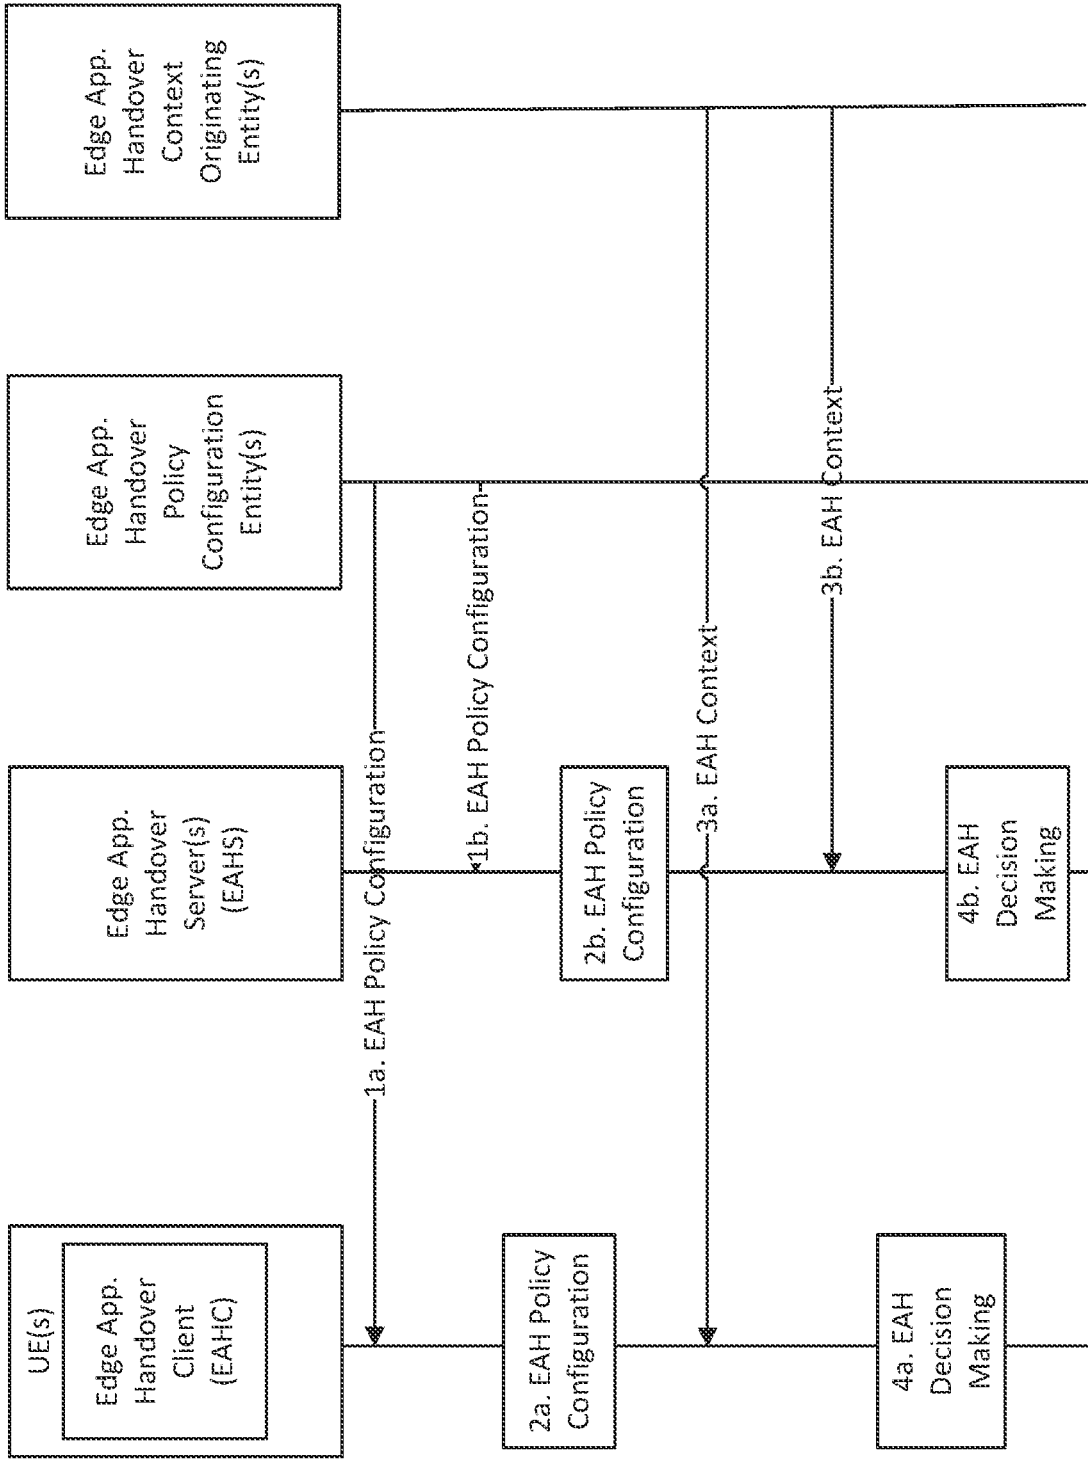 UE(s)
Edge App.
Handover
Client
(EAHC)
Edge App.
Handover
Server(s)
(EAHS)
Edge App.
Handover
Policy
Configuration
Entity(s)
Edge App.
Handover
Context
Originating
Entity(s)
1a. EAH Policy Configuration
1b. EAH Policy Configuration
2a. EAH Policy
Configuration
2b. EAH Policy
Configuration
3a. EAH Context
3b. EAH Context
4a. EAH
Decision
Making
4b. EAH
Decision
Making